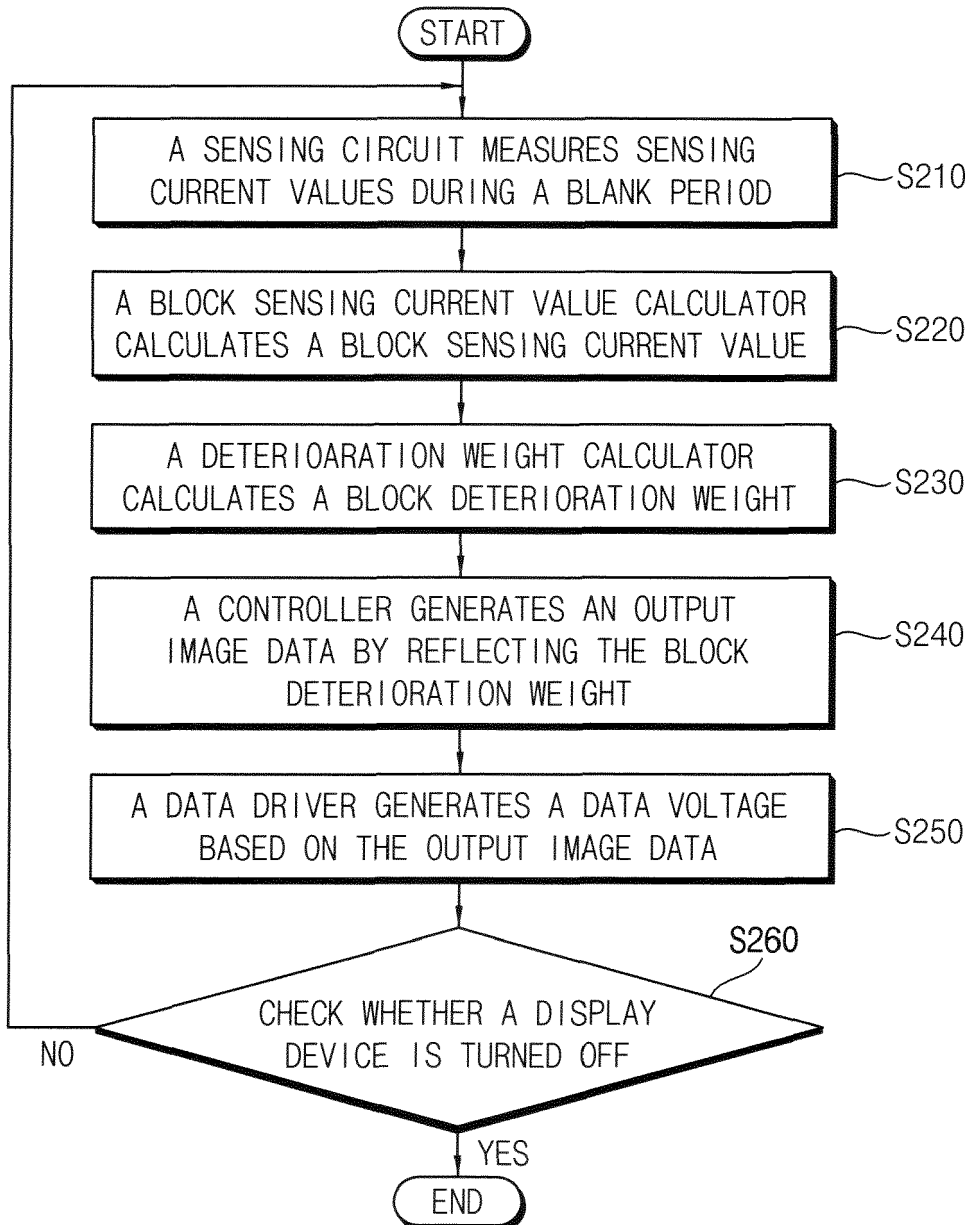 START
A SENSING CIRCUIT MEASURES SENSING
CURRENT VALUES DURING A BLANK PERIOD
S210
A BLOCK SENSING CURRENT VALUE CALCULATOR
CALCULATES A BLOCK SENSING CURRENT VALUE
S220
A DETERIOARATION WEIGHT CALCULATOR
CALCULATES A BLOCK DETERIORATION WEIGHT
S230
A CONTROLLER GENERATES AN OUTPUT
IMAGE DATA BY REFLECTING THE BLOCK
DETERIORATION WEIGHT
S240
A DATA DRIVER GENERATES A DATA VOLTAGE
BASED ON THE OUTPUT IMAGE DATA
S250
S260
CHECK WHETHER A DISPLAY
DEVICE IS TURNED OFF
NO
YES
END